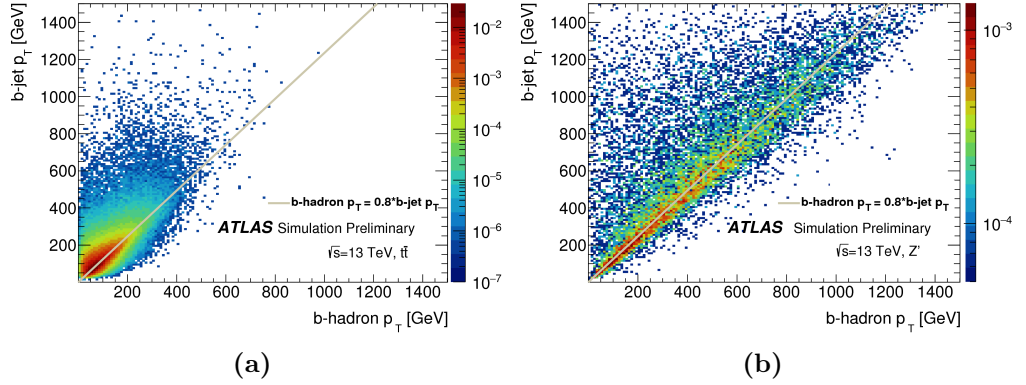 b-jet p_T [GeV]
1400
1200
1000
800
600
400
200
200 400 600 800 1000 1200 1400
b-hadron p_T [GeV]
b-hadron p_T = 0.8*b-jet p_T
ATLAS Simulation Preliminary
√s=13 TeV, tt̄
10⁻²
10⁻³
10⁻⁴
10⁻⁵
10⁻⁶
10⁻⁷
(a)
b-jet p_T [GeV]
1400
1200
1000
800
600
400
200
200 400 600 800 1000 1200 1400
b-hadron p_T [GeV]
b-hadron p_T = 0.8*b-jet p_T
ATLAS Simulation Preliminary
√s=13 TeV, Z'
10⁻³
10⁻⁴
(b)